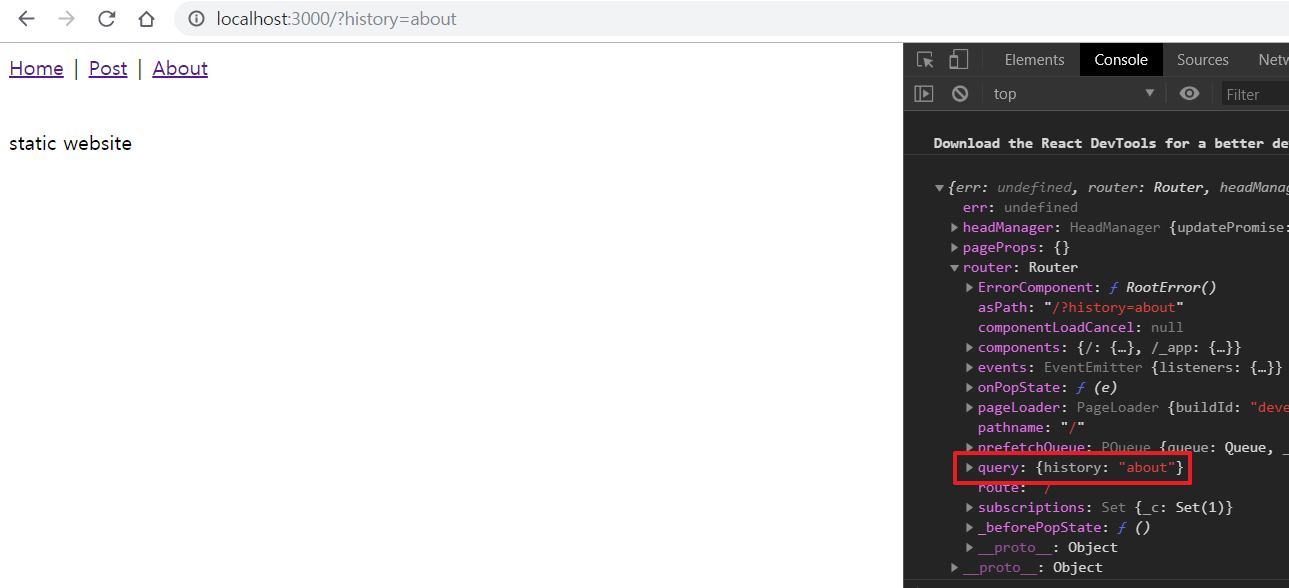 localhost:3000/?history=about
Home | Post | About
static website
Elements Console Sources Netw
top Filter
Download the React DevTools for a better de
{err: undefined, router: Router, headManag
err: undefined
headManager: HeadManager {updatePromise:
pageProps: {}
router: Router
ErrorComponent: ƒ RootError()
asPath: "/?history=about"
componentLoadCancel: null
components: {/: {…}, /_app: {…}}
events: EventEmitter {listeners: {…}}
onPopState: ƒ (e)
pageLoader: PageLoader {buildId: "deve
pathname: "/"
prefetchQueue: PQueue {queue: Queue, _
query: {history: "about"}
route: "/"
subscriptions: Set {_c: Set(1)}
_beforePopState: ƒ ()
__proto__: Object
__proto__: Object